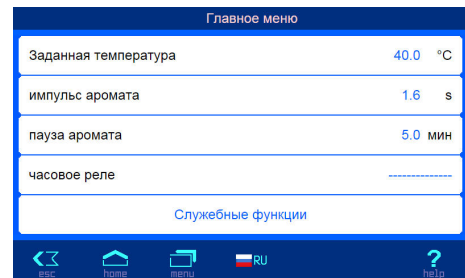 Главное меню
Заданная температура 40.0 °C
импульс аромата 1.6 s
пауза аромата 5.0 мин
часовое реле --------------
Служебные функции
esc home menu RU ? help